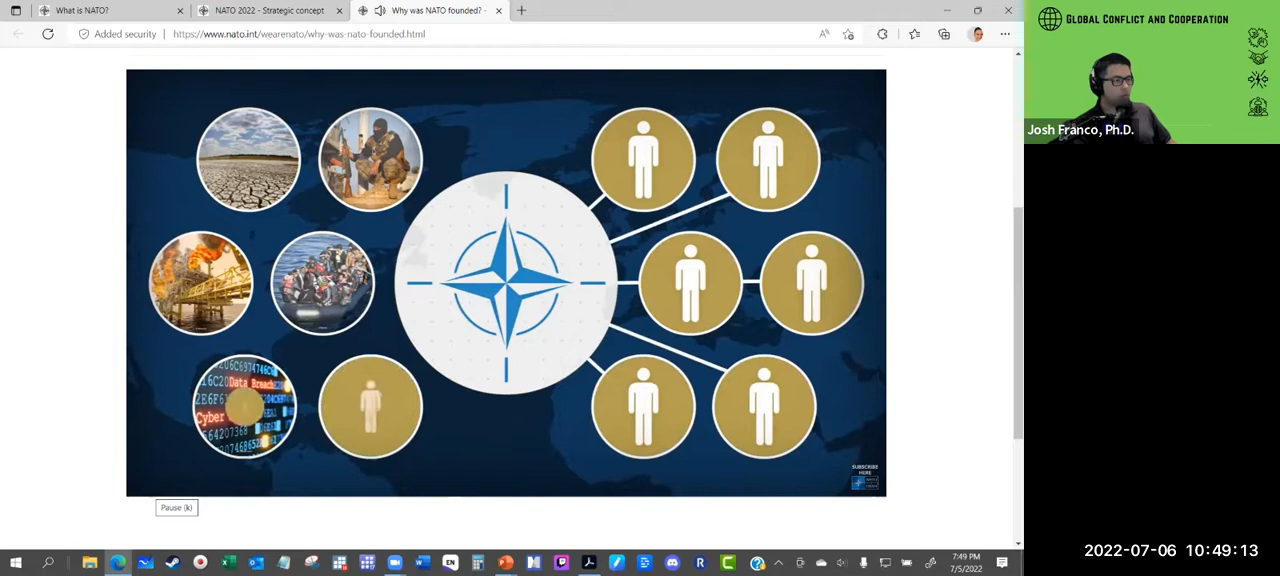 What is NATO?
NATO 2022 - Strategic concept
Why was NATO founded? -
Added security
https://www.nato.int/wearenato/why-was-nato-founded.html
GLOBAL CONFLICT AND COOPERATION
Josh Franco, Ph.D.
Data Breach
Cyber
SUBSCRIBE
HERE
Pause (k)
EN
7:49 PM
7/5/2022
2022-07-06 10:49:13